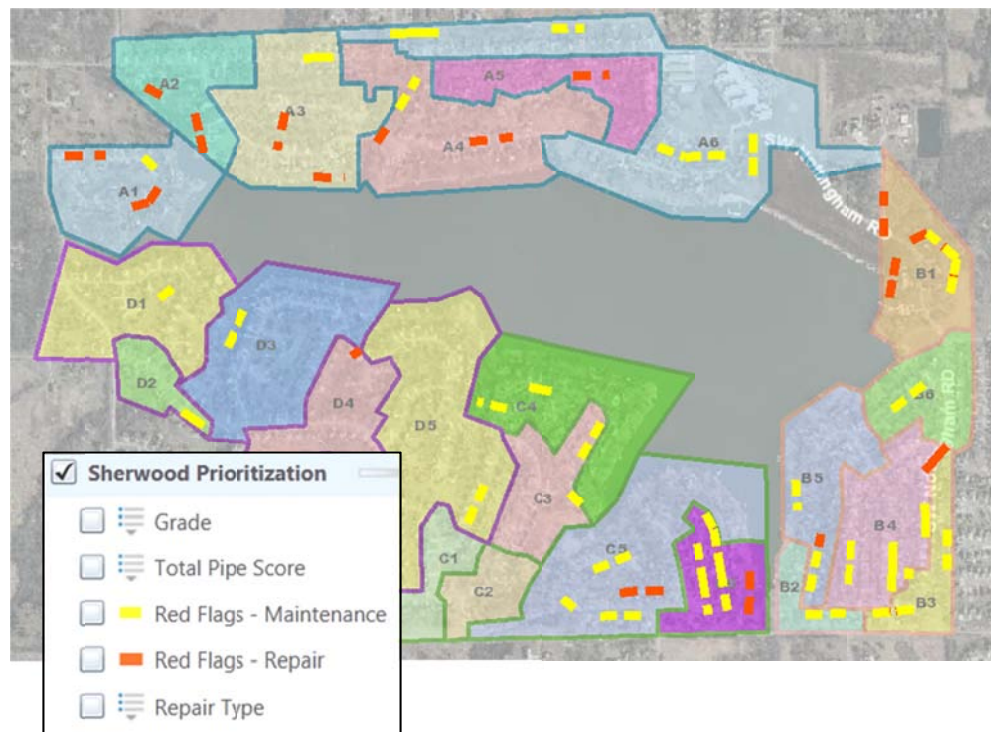 A2
A3
A5
A4
A6
A1
B1
D1
D3
D2
B6
D4
C4
D5
B5
C3
B4
C1
C5
C2
B2
B3
Sherwood Prioritization
Grade
Total Pipe Score
Red Flags - Maintenance
Red Flags - Repair
Repair Type